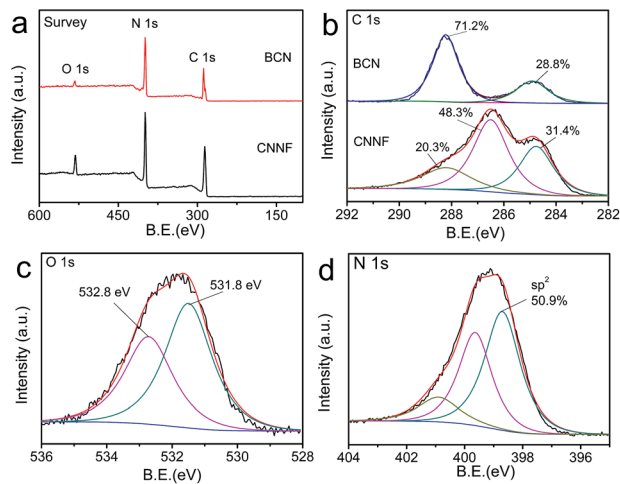 a
Survey
N 1s
O 1s
C 1s
BCN
CNNF
Intensity (a.u.)
600
450
300
B.E.(eV)
b
C 1s
71.2%
BCN
28.8%
CNNF
48.3%
20.3%
31.4%
Intensity (a.u.)
292
290
288
286
284
282
B.E.(eV)
c
O 1s
532.8 eV
531.8 eV
Intensity (a.u.)
536
534
532
530
528
B.E.(eV)
d
N 1s
sp²
50.9%
Intensity (a.u.)
404
402
400
398
396
B.E.(eV)